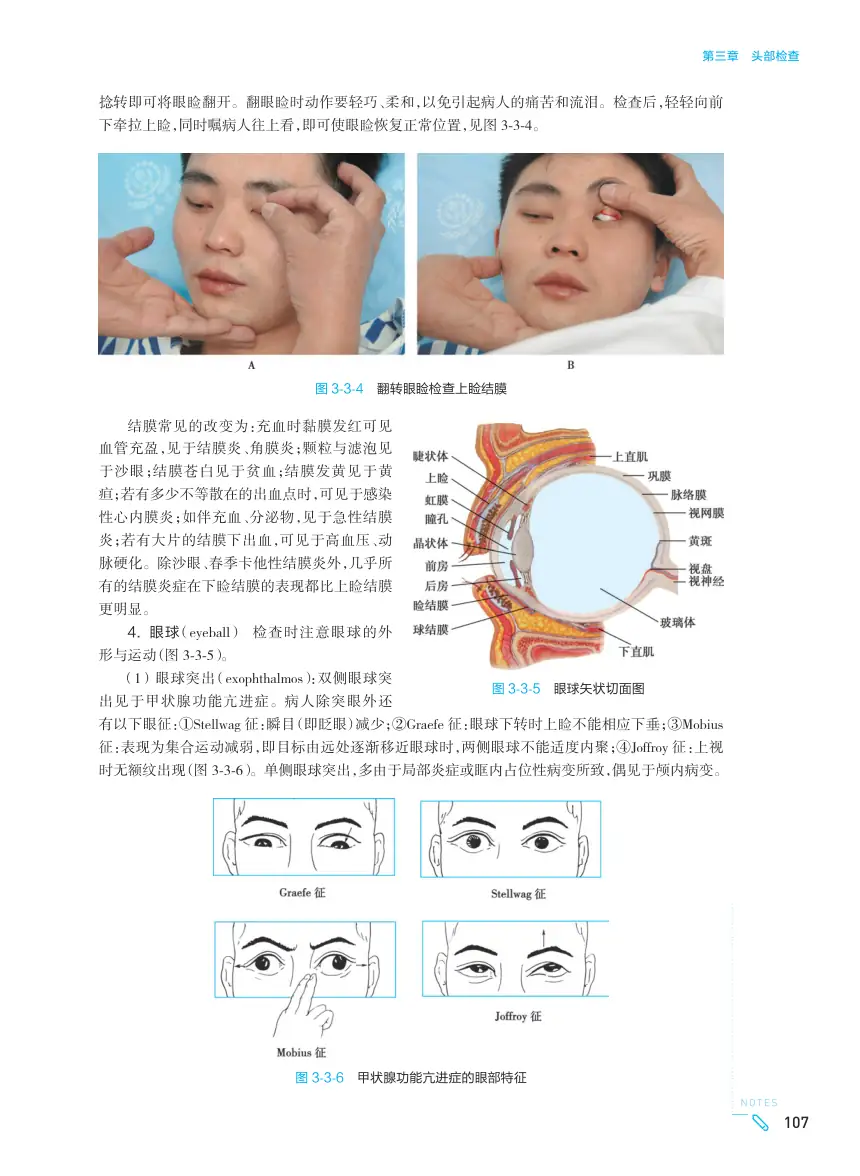 第三章 头部检查
捻转即可将眼睑翻开。翻眼睑时动作要轻巧、柔和,以免引起病人的痛苦和流泪。检查后,轻轻向前
下牵拉上睑,同时嘱病人往上看,即可使眼睑恢复正常位置,见图 3-3-4。
A
B
图 3-3-4 翻转眼睑检查上睑结膜
结膜常见的改变为:充血时黏膜发红可见
血管充盈,见于结膜炎、角膜炎;颗粒与滤泡见
于沙眼;结膜苍白见于贫血;结膜发黄见于黄
疸;若有多少不等散在的出血点时,可见于感染
性心内膜炎;如伴充血、分泌物,见于急性结膜
炎;若有大片的结膜下出血,可见于高血压、动
脉硬化。除沙眼、春季卡他性结膜炎外,几乎所
有的结膜炎症在下睑结膜的表现都比上睑结膜
更明显。
4. 眼球(eyeball) 检查时注意眼球的外
形与运动(图 3-3-5)。
(1)眼球突出(exophthalmos):双侧眼球突
出见于甲状腺功能亢进症。病人除突眼外还
睫状体
上睑
虹膜
瞳孔
晶状体
前房
后房
睑结膜
球结膜
上直肌
巩膜
脉络膜
视网膜
黄斑
视盘
视神经
玻璃体
下直肌
图 3-3-5 眼球矢状切面图
有以下眼征:①Stellwag 征:瞬目(即眨眼)减少;②Graefe 征:眼球下转时上睑不能相应下垂;③Mobius
征:表现为集合运动减弱,即目标由远处逐渐移近眼球时,两侧眼球不能适度内聚;④Joffroy 征:上视
时无额纹出现(图 3-3-6)。单侧眼球突出,多由于局部炎症或眶内占位性病变所致,偶见于颅内病变。
Graefe 征
Stellwag 征
Mobius 征
Joffroy 征
图 3-3-6 甲状腺功能亢进症的眼部特征
NOTES
107